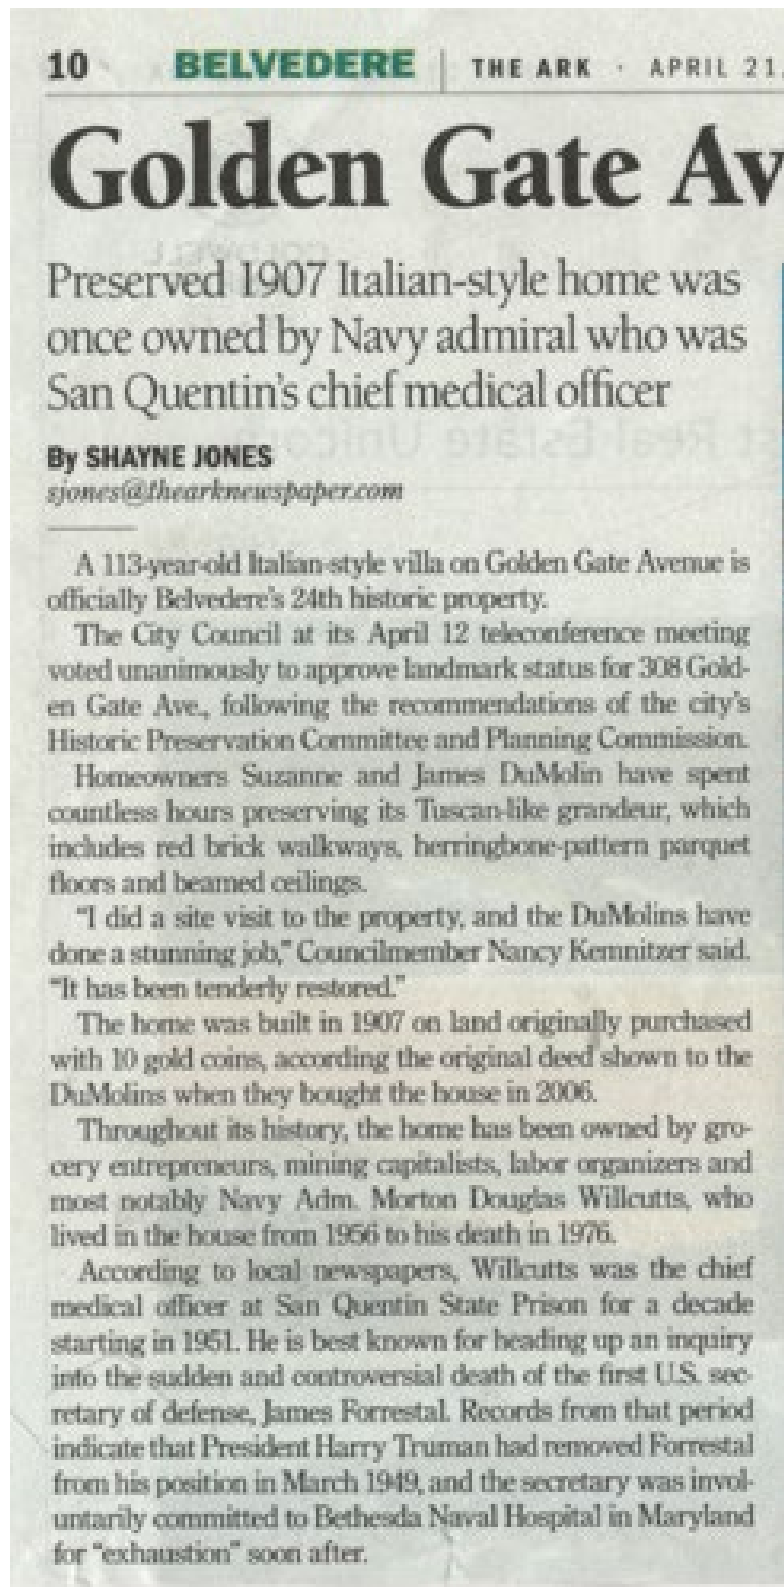 10 BELVEDERE THE ARK · APRIL 21,
Golden Gate Av
Preserved 1907 Italian-style home was
once owned by Navy admiral who was
San Quentin's chief medical officer
By SHAYNE JONES
sjones@thearknewspaper.com
A 113-year-old Italian-style villa on Golden Gate Avenue is
officially Belvedere's 24th historic property.
The City Council at its April 12 teleconference meeting
voted unanimously to approve landmark status for 308 Gold-
en Gate Ave., following the recommendations of the city's
Historic Preservation Committee and Planning Commission.
Homeowners Suzanne and James DuMolin have spent
countless hours preserving its Tuscan-like grandeur, which
includes red brick walkways, herringbone-pattern parquet
floors and beamed ceilings.
"I did a site visit to the property, and the DuMolins have
done a stunning job," Councilmember Nancy Kemnitzer said.
"It has been tenderly restored."
The home was built in 1907 on land originally purchased
with 10 gold coins, according the original deed shown to the
DuMolins when they bought the house in 2006.
Throughout its history, the home has been owned by gro-
cery entrepreneurs, mining capitalists, labor organizers and
most notably Navy Adm. Morton Douglas Willcutts, who
lived in the house from 1956 to his death in 1976.
According to local newspapers, Willcutts was the chief
medical officer at San Quentin State Prison for a decade
starting in 1951. He is best known for heading up an inquiry
into the sudden and controversial death of the first U.S. sec-
retary of defense, James Forrestal. Records from that period
indicate that President Harry Truman had removed Forrestal
from his position in March 1949, and the secretary was invol-
untarily committed to Bethesda Naval Hospital in Maryland
for "exhaustion" soon after.